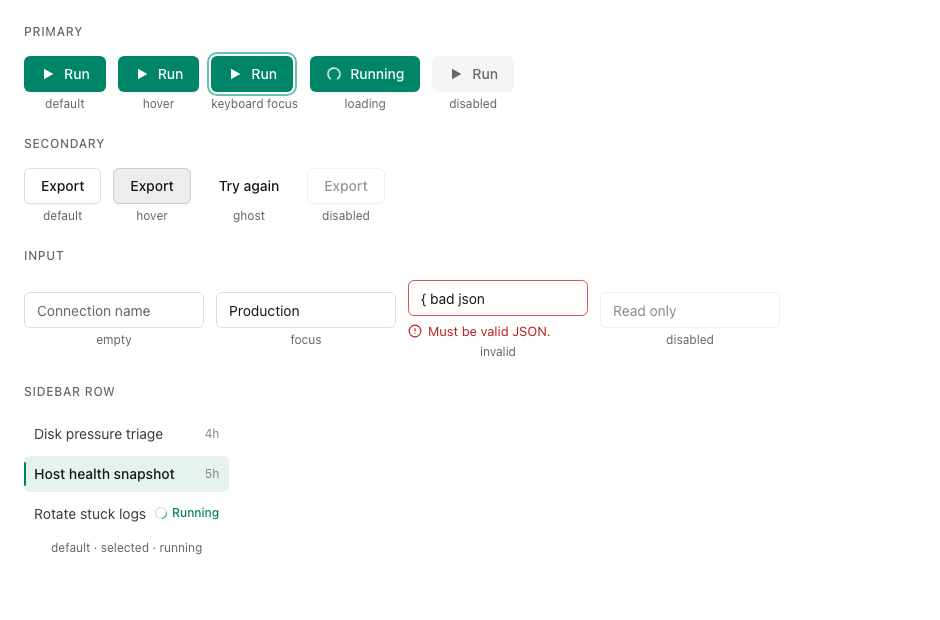 PRIMARY
Run Run Run Running Run
default hover keyboard focus loading disabled
SECONDARY
Export Export Try again Export
default hover ghost disabled
INPUT
Connection name Production { bad json Read only
Must be valid JSON.
empty focus invalid disabled
SIDEBAR ROW
Disk pressure triage 4h
Host health snapshot 5h
Rotate stuck logs Running
default · selected · running